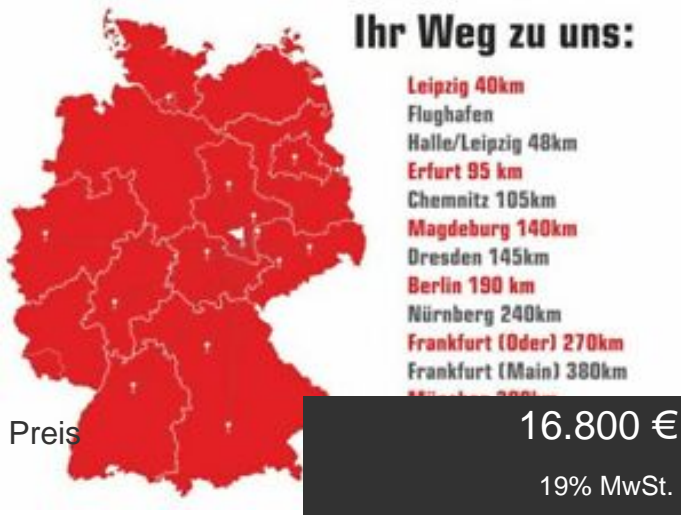 Ihr Weg zu uns:
Leipzig 40km
Flughafen
Halle/Leipzig 48km
Erfurt 95 km
Chemnitz 105km
Magdeburg 140km
Dresden 145km
Berlin 190 km
Nürnberg 240km
Frankfurt (Oder) 270km
Frankfurt (Main) 380km
Preis
16.800 €
19% MwSt.